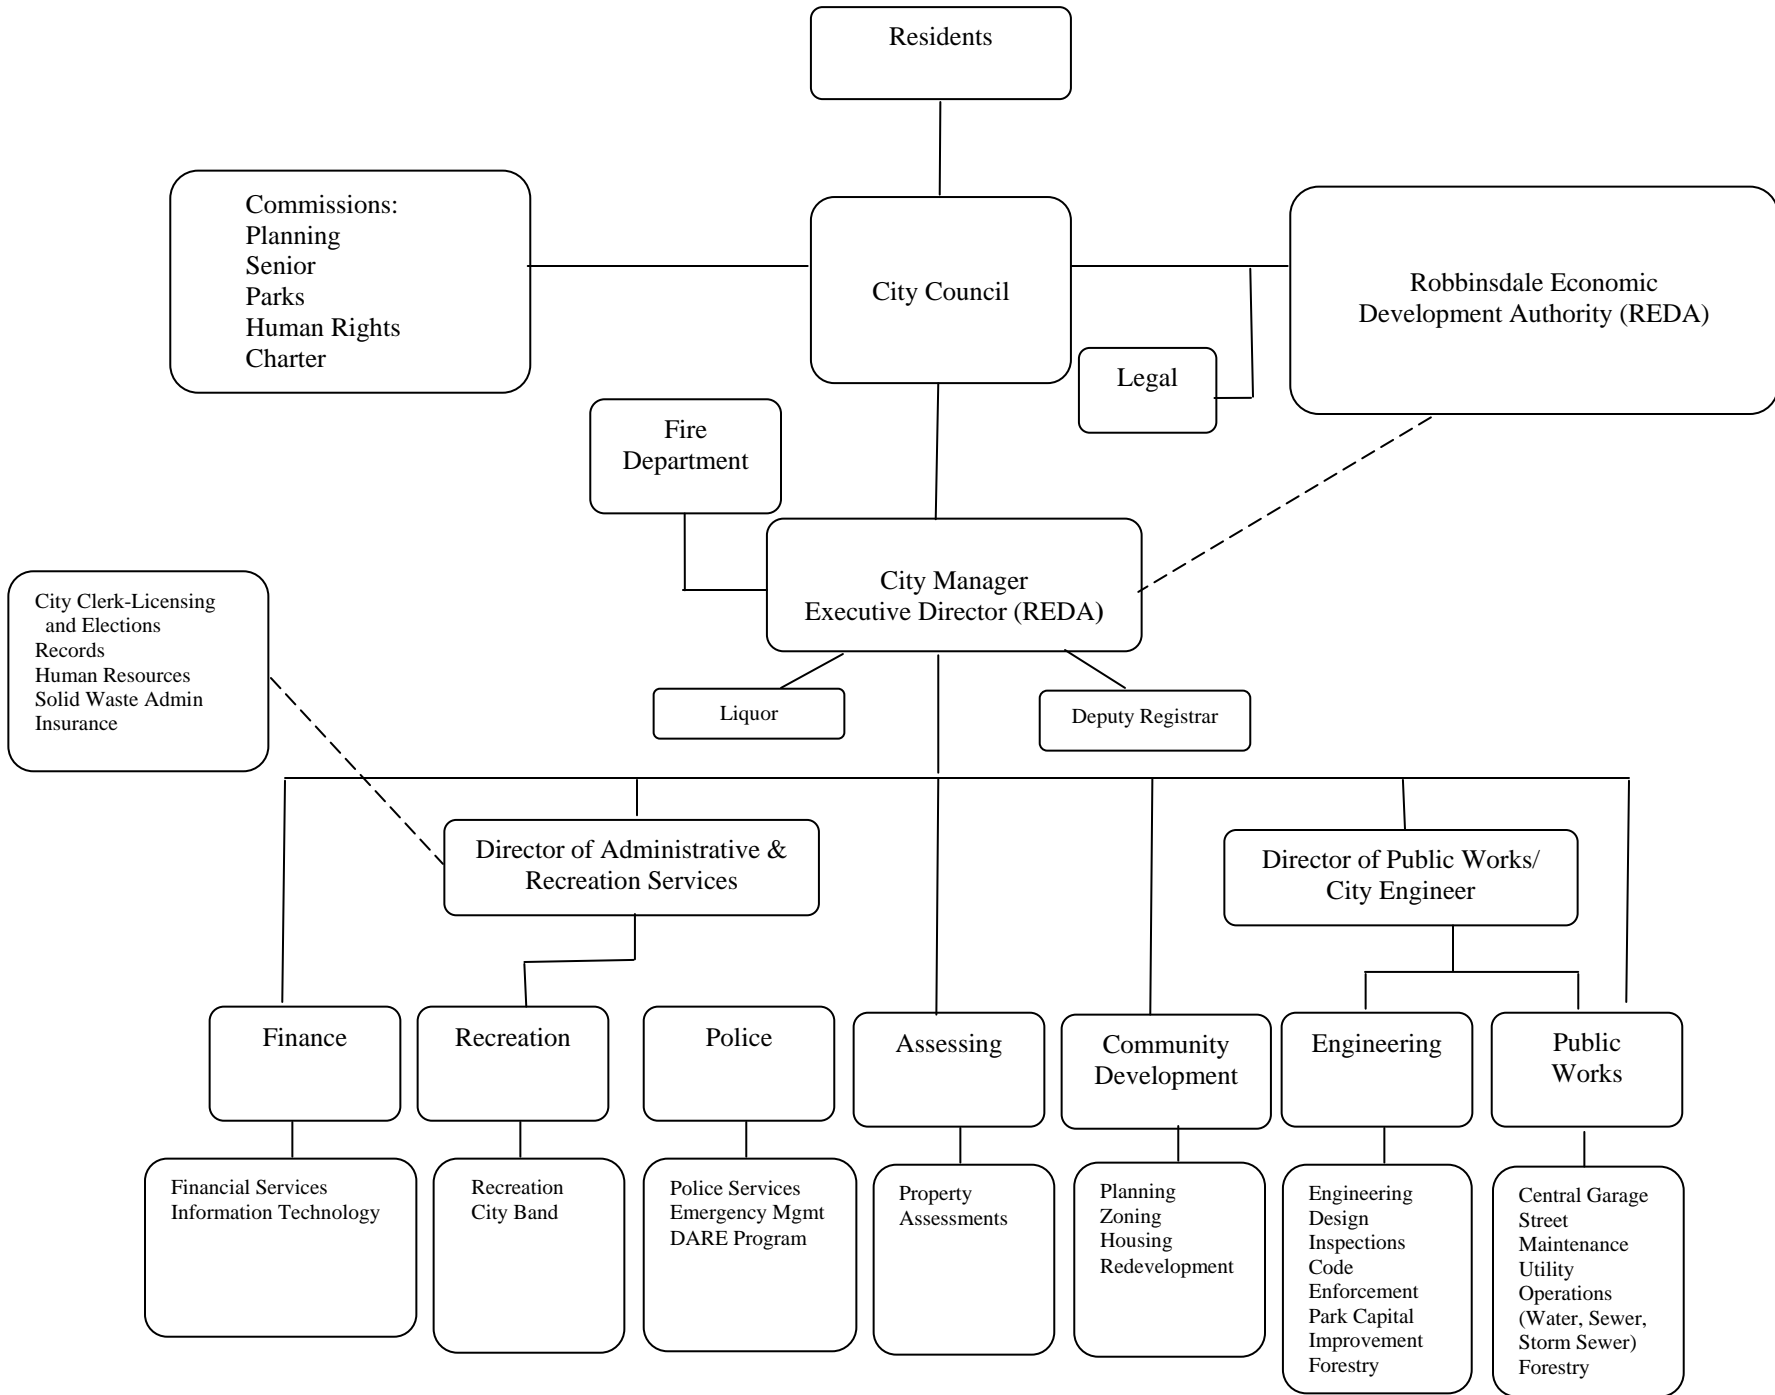 Residents
Commissions:
Planning
Senior
Parks
Human Rights
Charter
City Council
Robbinsdale Economic
Development Authority (REDA)
Legal
Fire
Department
City Manager
Executive Director (REDA)
City Clerk-Licensing
and Elections
Records
Human Resources
Solid Waste Admin
Insurance
Liquor
Deputy Registrar
Director of Administrative &
Recreation Services
Director of Public Works/
City Engineer
Finance
Recreation
Police
Assessing
Community
Development
Engineering
Public
Works
Financial Services
Information Technology
Recreation
City Band
Police Services
Emergency Mgmt
DARE Program
Property
Assessments
Planning
Zoning
Housing
Redevelopment
Engineering
Design
Inspections
Code
Enforcement
Park Capital
Improvement
Forestry
Central Garage
Street
Maintenance
Utility
Operations
(Water, Sewer,
Storm Sewer)
Forestry